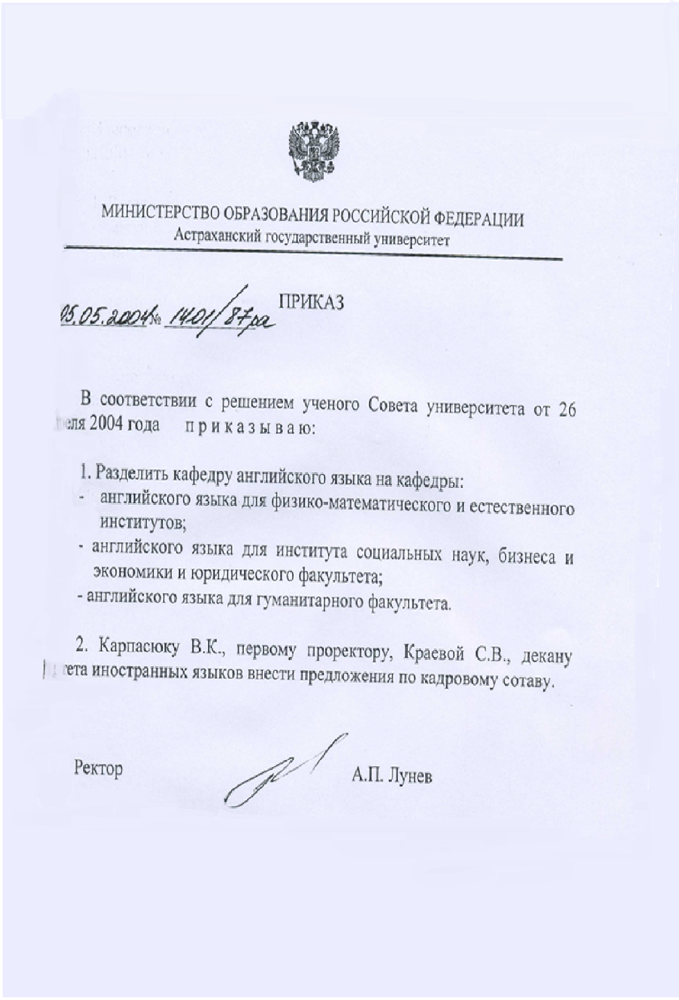 МИНИСТЕРСТВО ОБРАЗОВАНИЯ РОССИЙСКОЙ ФЕДЕРАЦИИ
Астраханский государственный университет
ПРИКАЗ
05.05.2004 № 1401/87ра
В соответствии с решением ученого Совета университета от 26
еля 2004 года приказываю:
1. Разделить кафедру английского языка на кафедры:
- английского языка для физико-математического и естественного
институтов;
- английского языка для института социальных наук, бизнеса и
экономики и юридического факультета;
- английского языка для гуманитарного факультета.
2. Карпасюку В.К., первому проректору, Краевой С.В., декану
тета иностранных языков внести предложения по кадровому сотаву.
Ректор А.П. Лунев